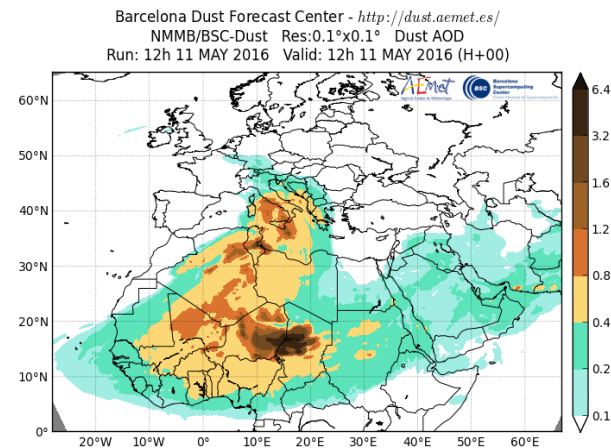 Barcelona Dust Forecast Center - http://dust.aemet.es/
NMMB/BSC-Dust Res:0.1°x0.1° Dust AOD
Run: 12h 11 MAY 2016 Valid: 12h 11 MAY 2016 (H+00)
AEMet
BSC
Barcelona
Supercomputing
Center
60°N
50°N
40°N
30°N
20°N
10°N
0°
20°W
10°W
0°
10°E
20°E
30°E
40°E
50°E
60°E
6.4
3.2
1.6
1.2
0.8
0.4
0.2
0.1